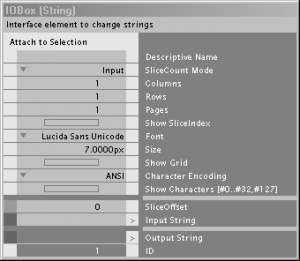 IOBox (String)
Interface element to change strings
Attach to Selection
Descriptive Name
Input SliceCount Mode
1 Columns
1 Rows
1 Pages
Show SliceIndex
Lucida Sans Unicode Font
7.0000px Size
Show Grid
ANSI Character Encoding
Show Characters [#0..#32,#127]
0 SliceOffset
> Input String
> Output String
1 ID